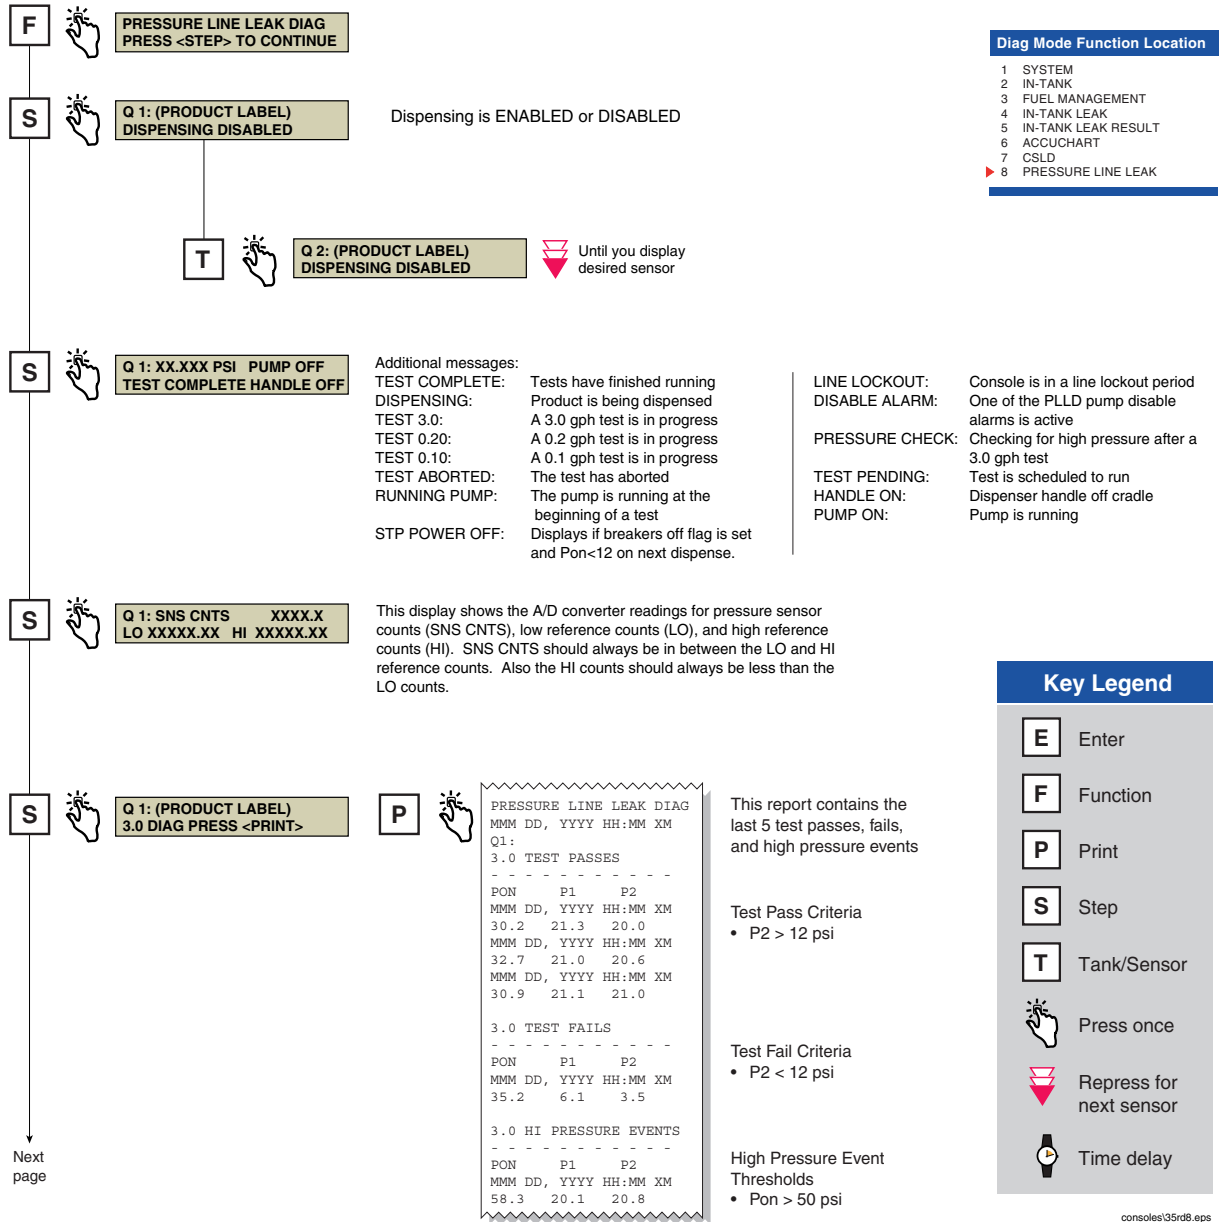 F
PRESSURE LINE LEAK DIAG
PRESS <STEP> TO CONTINUE
Diag Mode Function Location
1 SYSTEM
2 IN-TANK
3 FUEL MANAGEMENT
4 IN-TANK LEAK
5 IN-TANK LEAK RESULT
6 ACCUCHART
7 CSLD
8 PRESSURE LINE LEAK
S
Q 1: (PRODUCT LABEL)
DISPENSING DISABLED
Dispensing is ENABLED or DISABLED
T
Q 2: (PRODUCT LABEL)
DISPENSING DISABLED
Until you display
desired sensor
S
Q 1: XX.XXX PSI PUMP OFF
TEST COMPLETE HANDLE OFF
Additional messages:
TEST COMPLETE: Tests have finished running
DISPENSING: Product is being dispensed
TEST 3.0: A 3.0 gph test is in progress
TEST 0.20: A 0.2 gph test is in progress
TEST 0.10: A 0.1 gph test is in progress
TEST ABORTED: The test has aborted
RUNNING PUMP: The pump is running at the
beginning of a test
STP POWER OFF: Displays if breakers off flag is set
and Pon<12 on next dispense.
LINE LOCKOUT: Console is in a line lockout period
DISABLE ALARM: One of the PLLD pump disable
alarms is active
PRESSURE CHECK: Checking for high pressure after a
3.0 gph test
TEST PENDING: Test is scheduled to run
HANDLE ON: Dispenser handle off cradle
PUMP ON: Pump is running
S
Q 1: SNS CNTS XXXX.X
LO XXXXX.XX HI XXXXX.XX
This display shows the A/D converter readings for pressure sensor
counts (SNS CNTS), low reference counts (LO), and high reference
counts (HI). SNS CNTS should always be in between the LO and HI
reference counts. Also the HI counts should always be less than the
LO counts.
S
Q 1: (PRODUCT LABEL)
3.0 DIAG PRESS <PRINT>
P
PRESSURE LINE LEAK DIAG
MMM DD, YYYY HH:MM XM
Q1:
3.0 TEST PASSES
- - - - - - - - - - -
PON P1 P2
MMM DD, YYYY HH:MM XM
30.2 21.3 20.0
MMM DD, YYYY HH:MM XM
32.7 21.0 20.6
MMM DD, YYYY HH:MM XM
30.9 21.1 21.0
3.0 TEST FAILS
- - - - - - - - - - -
PON P1 P2
MMM DD, YYYY HH:MM XM
35.2 6.1 3.5
3.0 HI PRESSURE EVENTS
- - - - - - - - - - -
PON P1 P2
MMM DD, YYYY HH:MM XM
58.3 20.1 20.8
This report contains the
last 5 test passes, fails,
and high pressure events
Test Pass Criteria
• P2 > 12 psi
Test Fail Criteria
• P2 < 12 psi
High Pressure Event
Thresholds
• Pon > 50 psi
Key Legend
E Enter
F Function
P Print
S Step
T Tank/Sensor
Press once
Repress for
next sensor
Time delay
Next
page
consoles\35rd8.eps